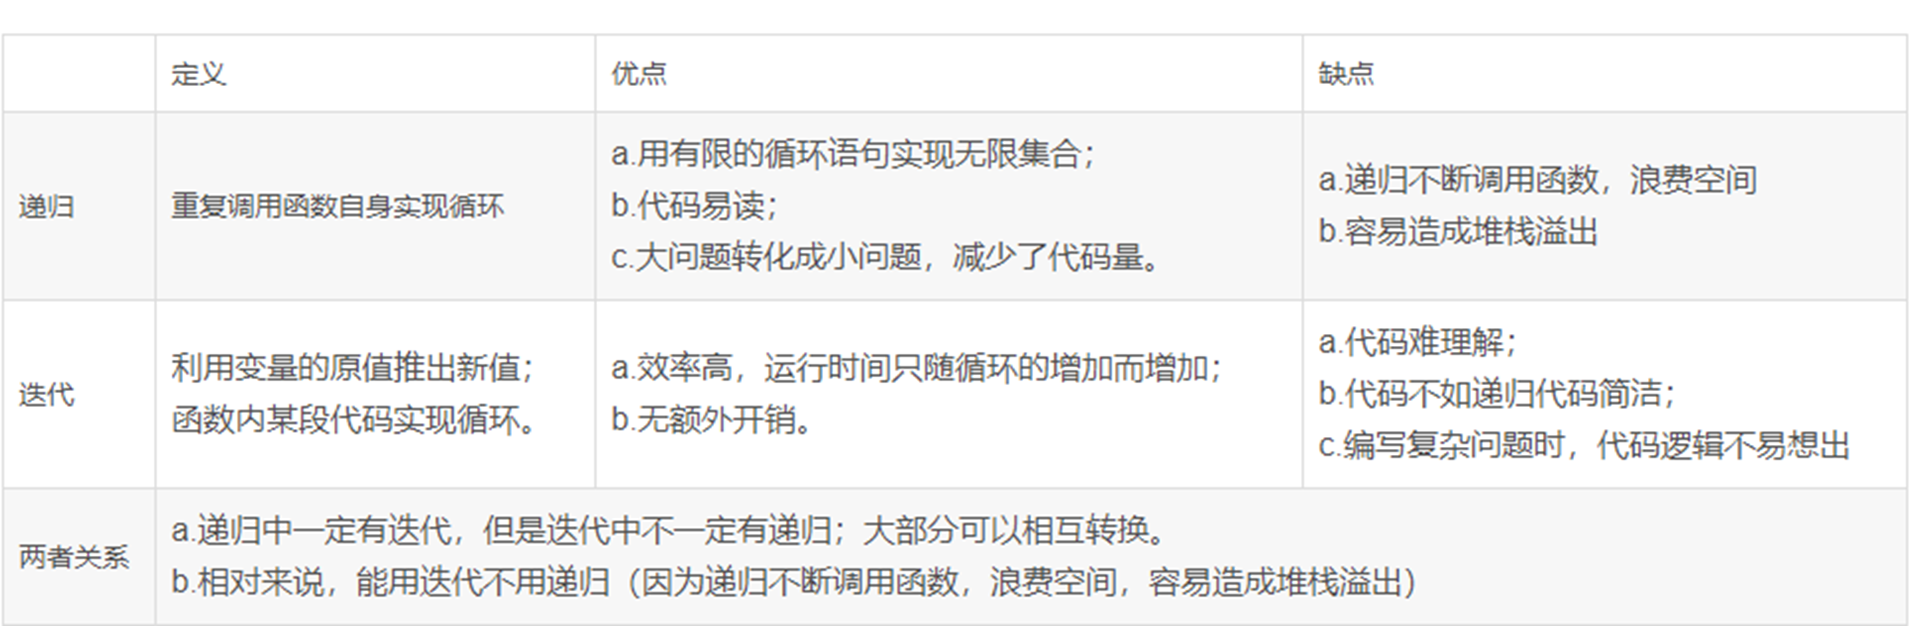 定义
优点
缺点
递归
重复调用函数自身实现循环
a.用有限的循环语句实现无限集合；
b.代码易读；
c.大问题转化成小问题，减少了代码量。
a.递归不断调用函数，浪费空间
b.容易造成堆栈溢出
迭代
利用变量的原值推出新值；
函数内某段代码实现循环。
a.效率高，运行时间只随循环的增加而增加；
b.无额外开销。
a.代码难理解；
b.代码不如递归代码简洁；
c.编写复杂问题时，代码逻辑不易想出
两者关系
a.递归中一定有迭代，但是迭代中不一定有递归；大部分可以相互转换。
b.相对来说，能用迭代不用递归（因为递归不断调用函数，浪费空间，容易造成堆栈溢出）